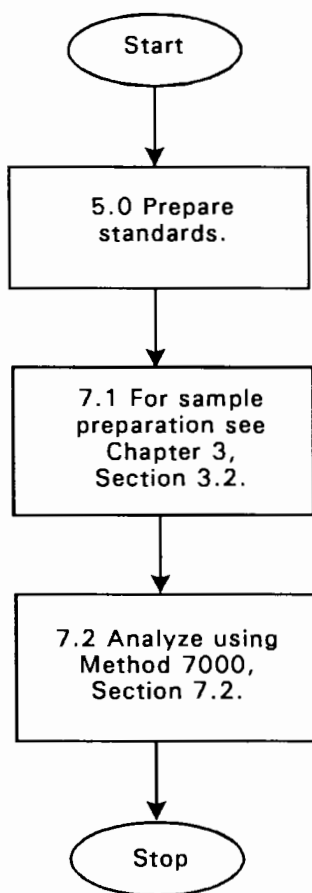 Start
5.0 Prepare
standards.
7.1 For sample
preparation see
Chapter 3,
Section 3.2.
7.2 Analyze using
Method 7000,
Section 7.2.
Stop